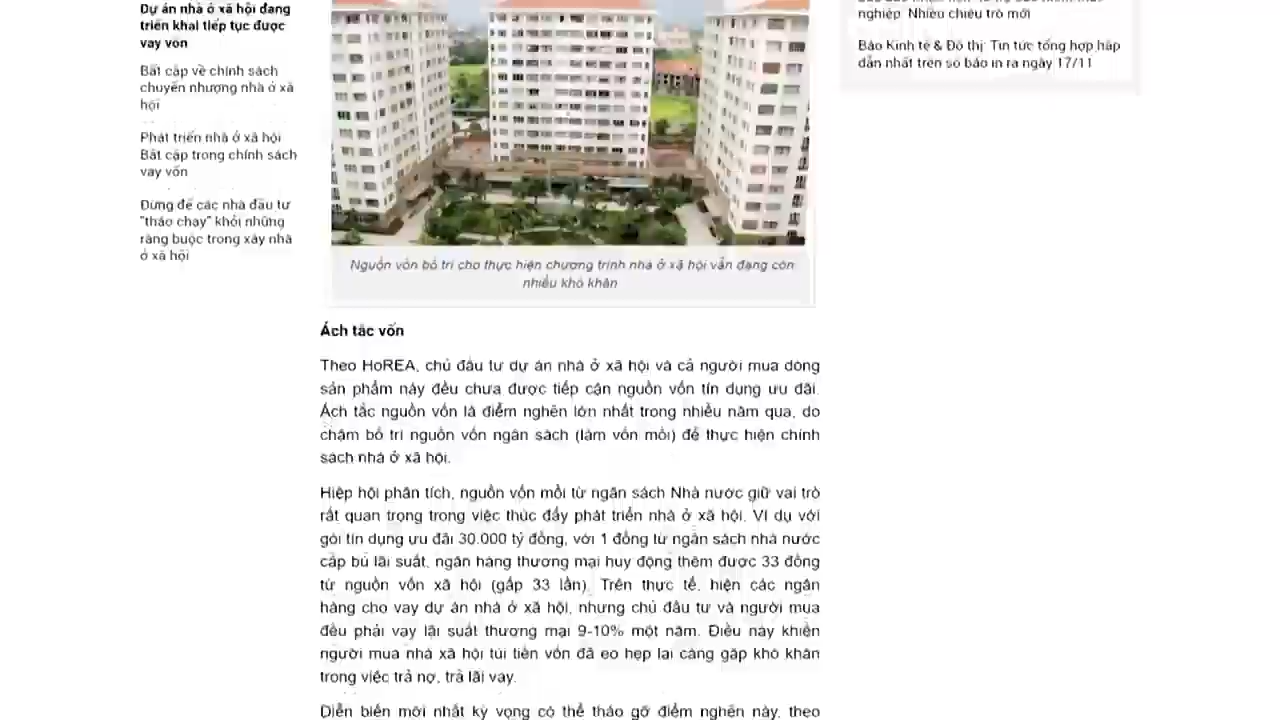 Dự án nhà ở xã hội đang
triển khai tiếp tục được
vay vốn
Bất cập về chính sách
chuyển nhượng nhà ở xã
hội
Phát triển nhà ở xã hội
Bất cập trong chính sách
vay vốn
Đừng để các nhà đầu tư
"tháo chạy" khỏi những
ràng buộc trong xây nhà
ở xã hội
Nguồn vốn bố trí cho thực hiện chương trình nhà ở xã hội vẫn đang còn
nhiều khó khăn
Ách tắc vốn
Theo HoREA, chủ đầu tư dự án nhà ở xã hội và cả người mua dòng
sản phẩm này đều chưa được tiếp cận nguồn vốn tín dụng ưu đãi.
Ách tắc nguồn vốn là điểm nghẽn lớn nhất trong nhiều năm qua, do
chậm bố trí nguồn vốn ngân sách (làm vốn mồi) để thực hiện chính
sách nhà ở xã hội.
Hiệp hội phân tích, nguồn vốn mồi từ ngân sách Nhà nước giữ vai trò
rất quan trọng trong việc thúc đẩy phát triển nhà ở xã hội. Ví dụ với
gói tín dụng ưu đãi 30.000 tỷ đồng, với 1 đồng từ ngân sách nhà nước
cấp bù lãi suất, ngân hàng thương mại huy động thêm được 33 đồng
từ nguồn vốn xã hội (gấp 33 lần). Trên thực tế, hiện các ngân
hàng cho vay dự án nhà ở xã hội, nhưng chủ đầu tư và người mua
đều phải vay lãi suất thương mại 9-10% một năm. Điều này khiến
người mua nhà xã hội túi tiền vốn đã eo hẹp lại càng gặp khó khăn
trong việc trả nợ, trả lãi vay.
Diễn biến mới nhất kỳ vọng có thể tháo gỡ điểm nghẽn này, theo
nghiệp: Nhiều chiêu trò mới
Báo Kinh tế & Đô thị: Tin tức tổng hợp hấp
dẫn nhất trên số báo in ra ngày 17/11